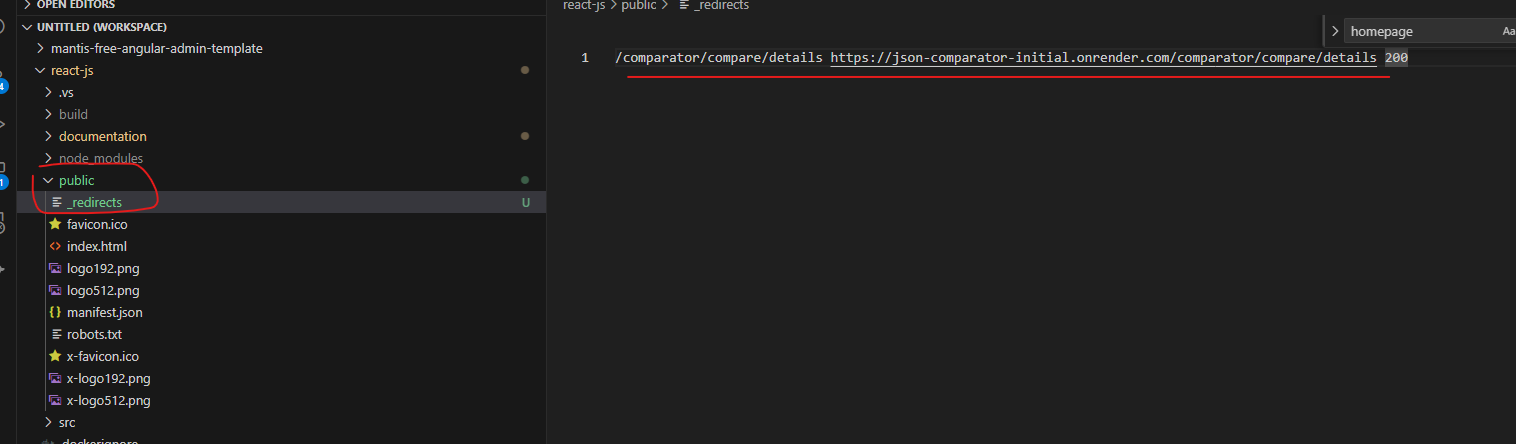 OPEN EDITORS
UNTITLED (WORKSPACE)
mantis-free-angular-admin-template
react-js
.vs
build
documentation
node_modules
public
_redirects U
favicon.ico
index.html
logo192.png
logo512.png
manifest.json
robots.txt
x-favicon.ico
x-logo192.png
x-logo512.png
src
.dockerignore
react-js > public > _redirects
homepage Aa
1 /comparator/compare/details https://json-comparator-initial.onrender.com/comparator/compare/details 200